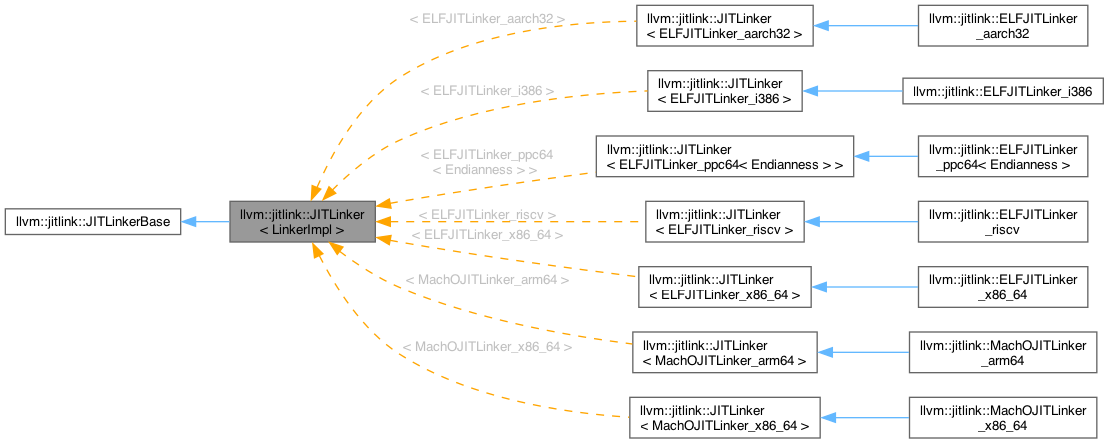 llvm::jitlink::JITLinkerBase
llvm::jitlink::JITLinker
< LinkerImpl >
< ELFJITLinker_aarch32 >
< ELFJITLinker_i386 >
< ELFJITLinker_ppc64
< Endianness > >
< ELFJITLinker_riscv >
< ELFJITLinker_x86_64 >
< MachOJITLinker_arm64 >
< MachOJITLinker_x86_64 >
llvm::jitlink::JITLinker
< ELFJITLinker_aarch32 >
llvm::jitlink::ELFJITLinker
_aarch32
llvm::jitlink::JITLinker
< ELFJITLinker_i386 >
llvm::jitlink::ELFJITLinker_i386
llvm::jitlink::JITLinker
< ELFJITLinker_ppc64< Endianness > >
llvm::jitlink::ELFJITLinker
_ppc64< Endianness >
llvm::jitlink::JITLinker
< ELFJITLinker_riscv >
llvm::jitlink::ELFJITLinker
_riscv
llvm::jitlink::JITLinker
< ELFJITLinker_x86_64 >
llvm::jitlink::ELFJITLinker
_x86_64
llvm::jitlink::JITLinker
< MachOJITLinker_arm64 >
llvm::jitlink::MachOJITLinker
_arm64
llvm::jitlink::JITLinker
< MachOJITLinker_x86_64 >
llvm::jitlink::MachOJITLinker
_x86_64